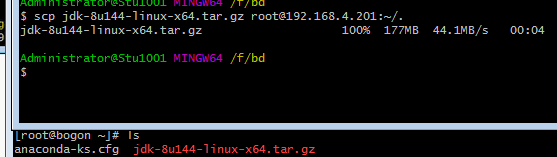 Administrator@Stu1001 MINGW64 /f/bd
$ scp jdk-8u144-linux-x64.tar.gz root@192.168.4.201:~/.
jdk-8u144-linux-x64.tar.gz 100% 177MB 44.1MB/s 00:04
Administrator@Stu1001 MINGW64 /f/bd
$
[root@bogon ~]# ls
anaconda-ks.cfg jdk-8u144-linux-x64.tar.gz